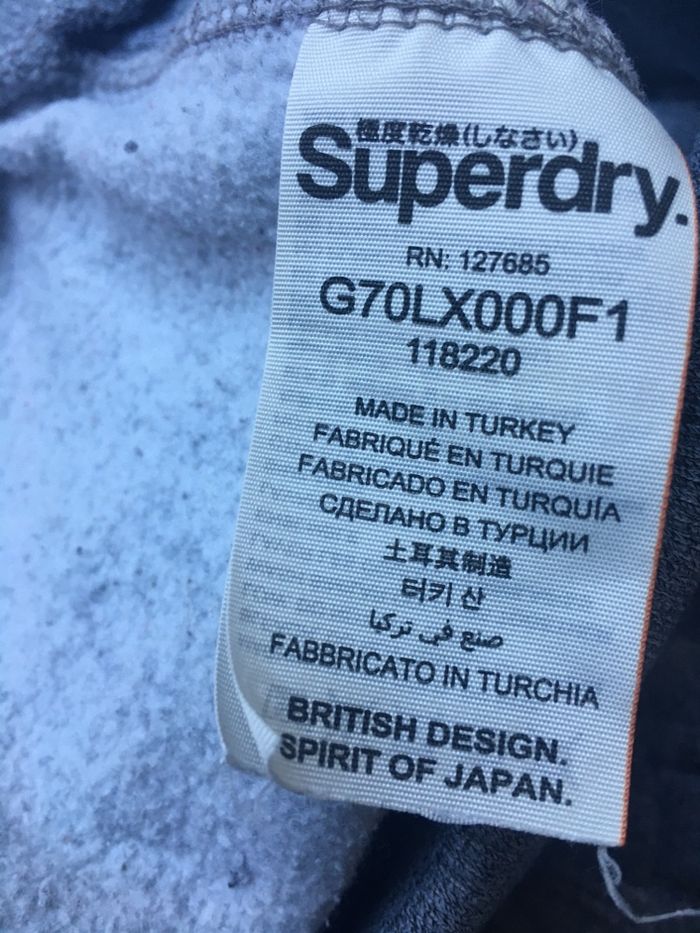 極度乾燥(しなさい)
Superdry.
RN: 127685
G70LX000F1
118220
MADE IN TURKEY
FABRIQUÉ EN TURQUIE
FABRICADO EN TURQUÍA
СДЕЛАНО В ТУРЦИИ
土耳其制造
터키 산
صنع في تركيا
FABBRICATO IN TURCHIA
BRITISH DESIGN.
SPIRIT OF JAPAN.